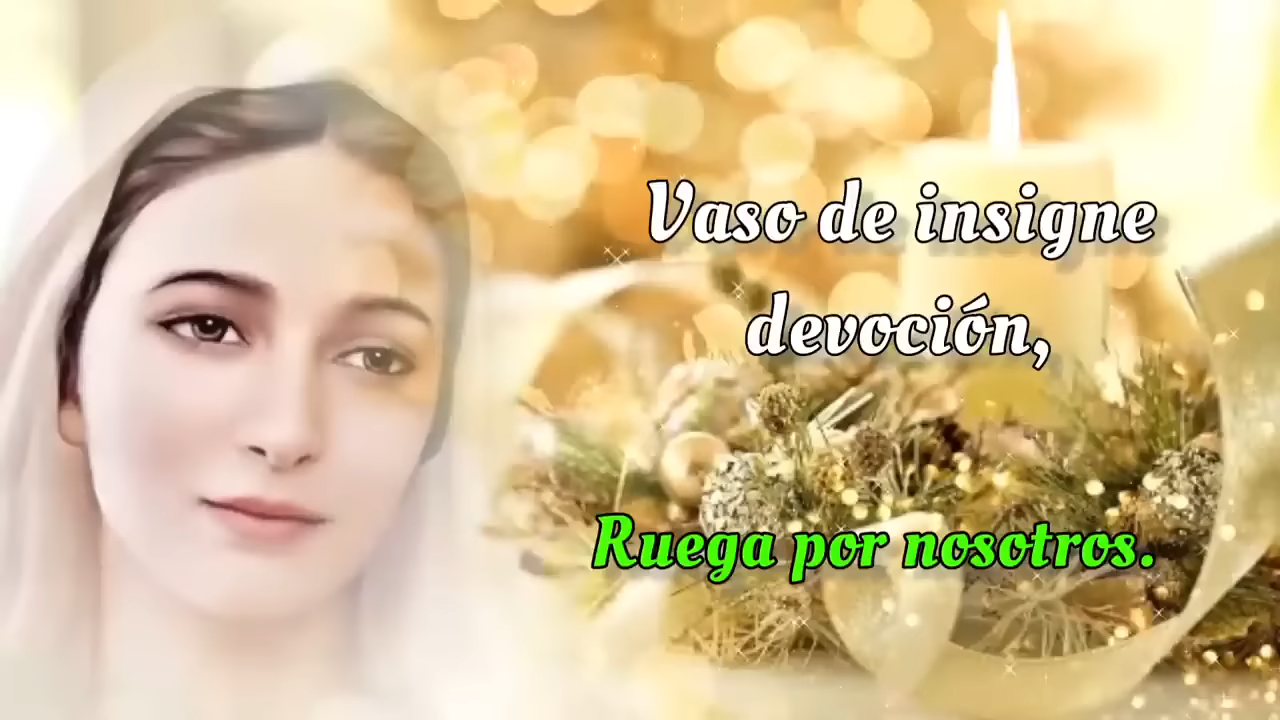 Vaso de insigne
devoción,
Ruega por nosotros.